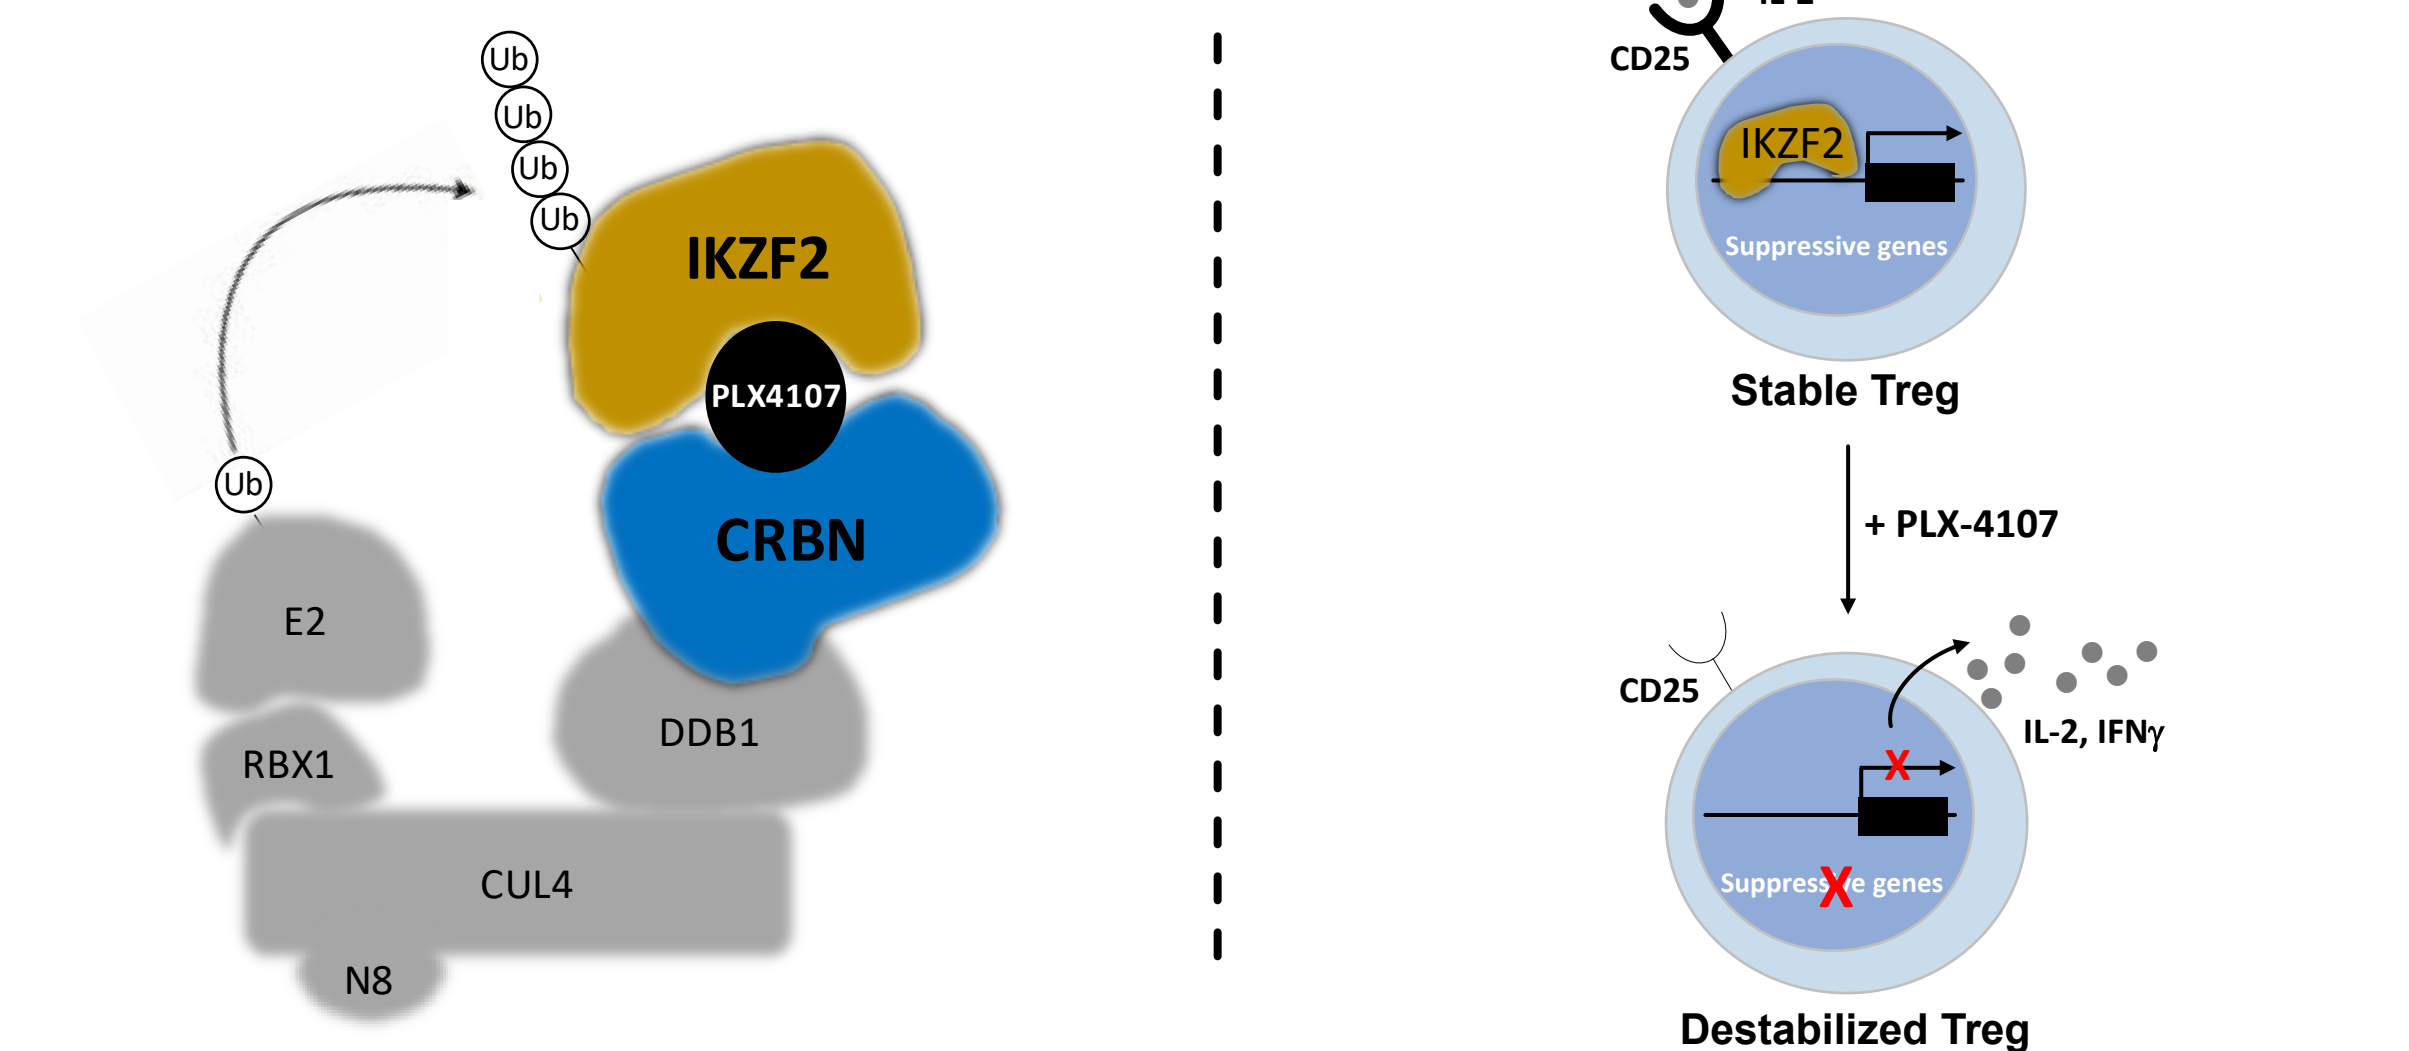 Ub
Ub
Ub
Ub
IKZF2
PLX4107
CRBN
Ub
E2
RBX1
DDB1
CUL4
N8
CD25
IKZF2
Suppressive genes
Stable Treg
+ PLX-4107
CD25
IL-2, IFNγ
X
Suppressive genes
X
Destabilized Treg